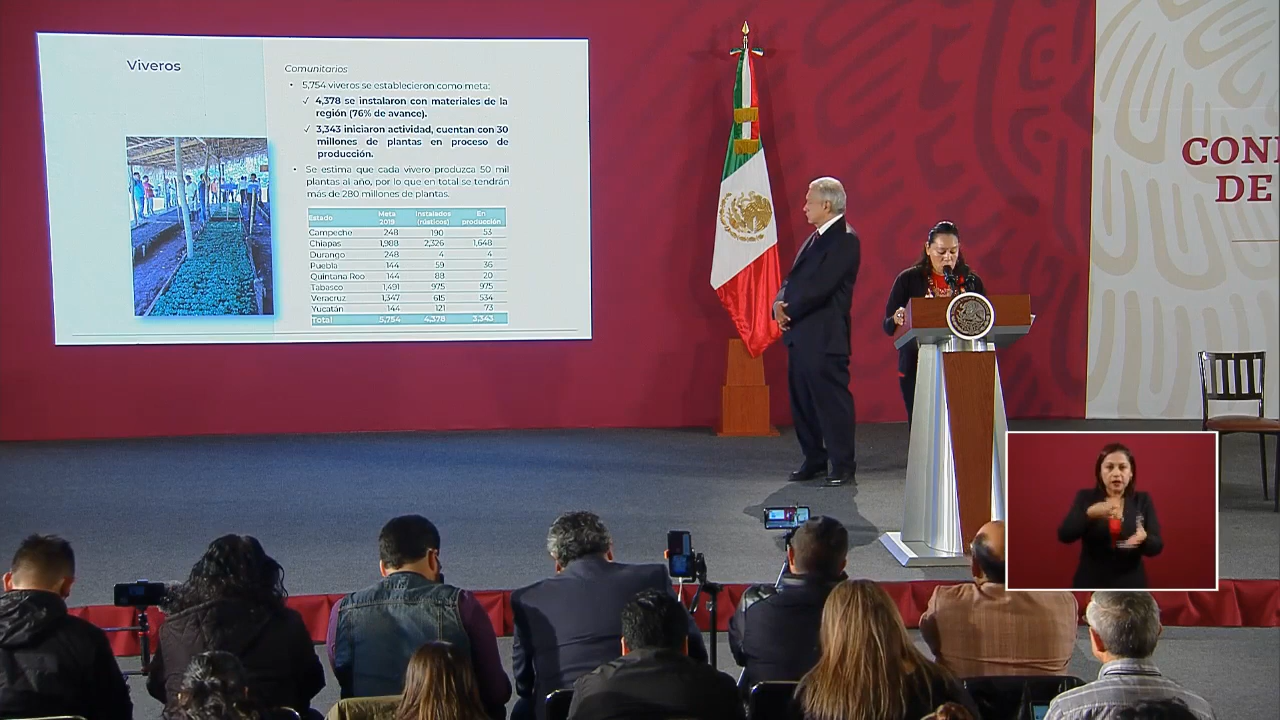 Viveros
Comunitarios
• 5,754 viveros se establecieron como meta:
✓ 4,378 se instalaron con materiales de la
región (76% de avance).
✓ 3,343 iniciaron actividad, cuentan con 30
millones de plantas en proceso de
producción.
• Se estima que cada vivero produzca 50 mil
plantas al año, por lo que en total se tendrán
más de 280 millones de plantas.
Estado Meta 2019 Instalados (rústicos) En producción
Campeche 248 190 53
Chiapas 1,988 2,326 1,648
Durango 248 4 4
Puebla 144 59 36
Quintana Roo 144 88 20
Tabasco 1,491 975 975
Veracruz 1,347 615 534
Yucatán 144 121 73
Total 5,754 4,378 3,343
CON
DE